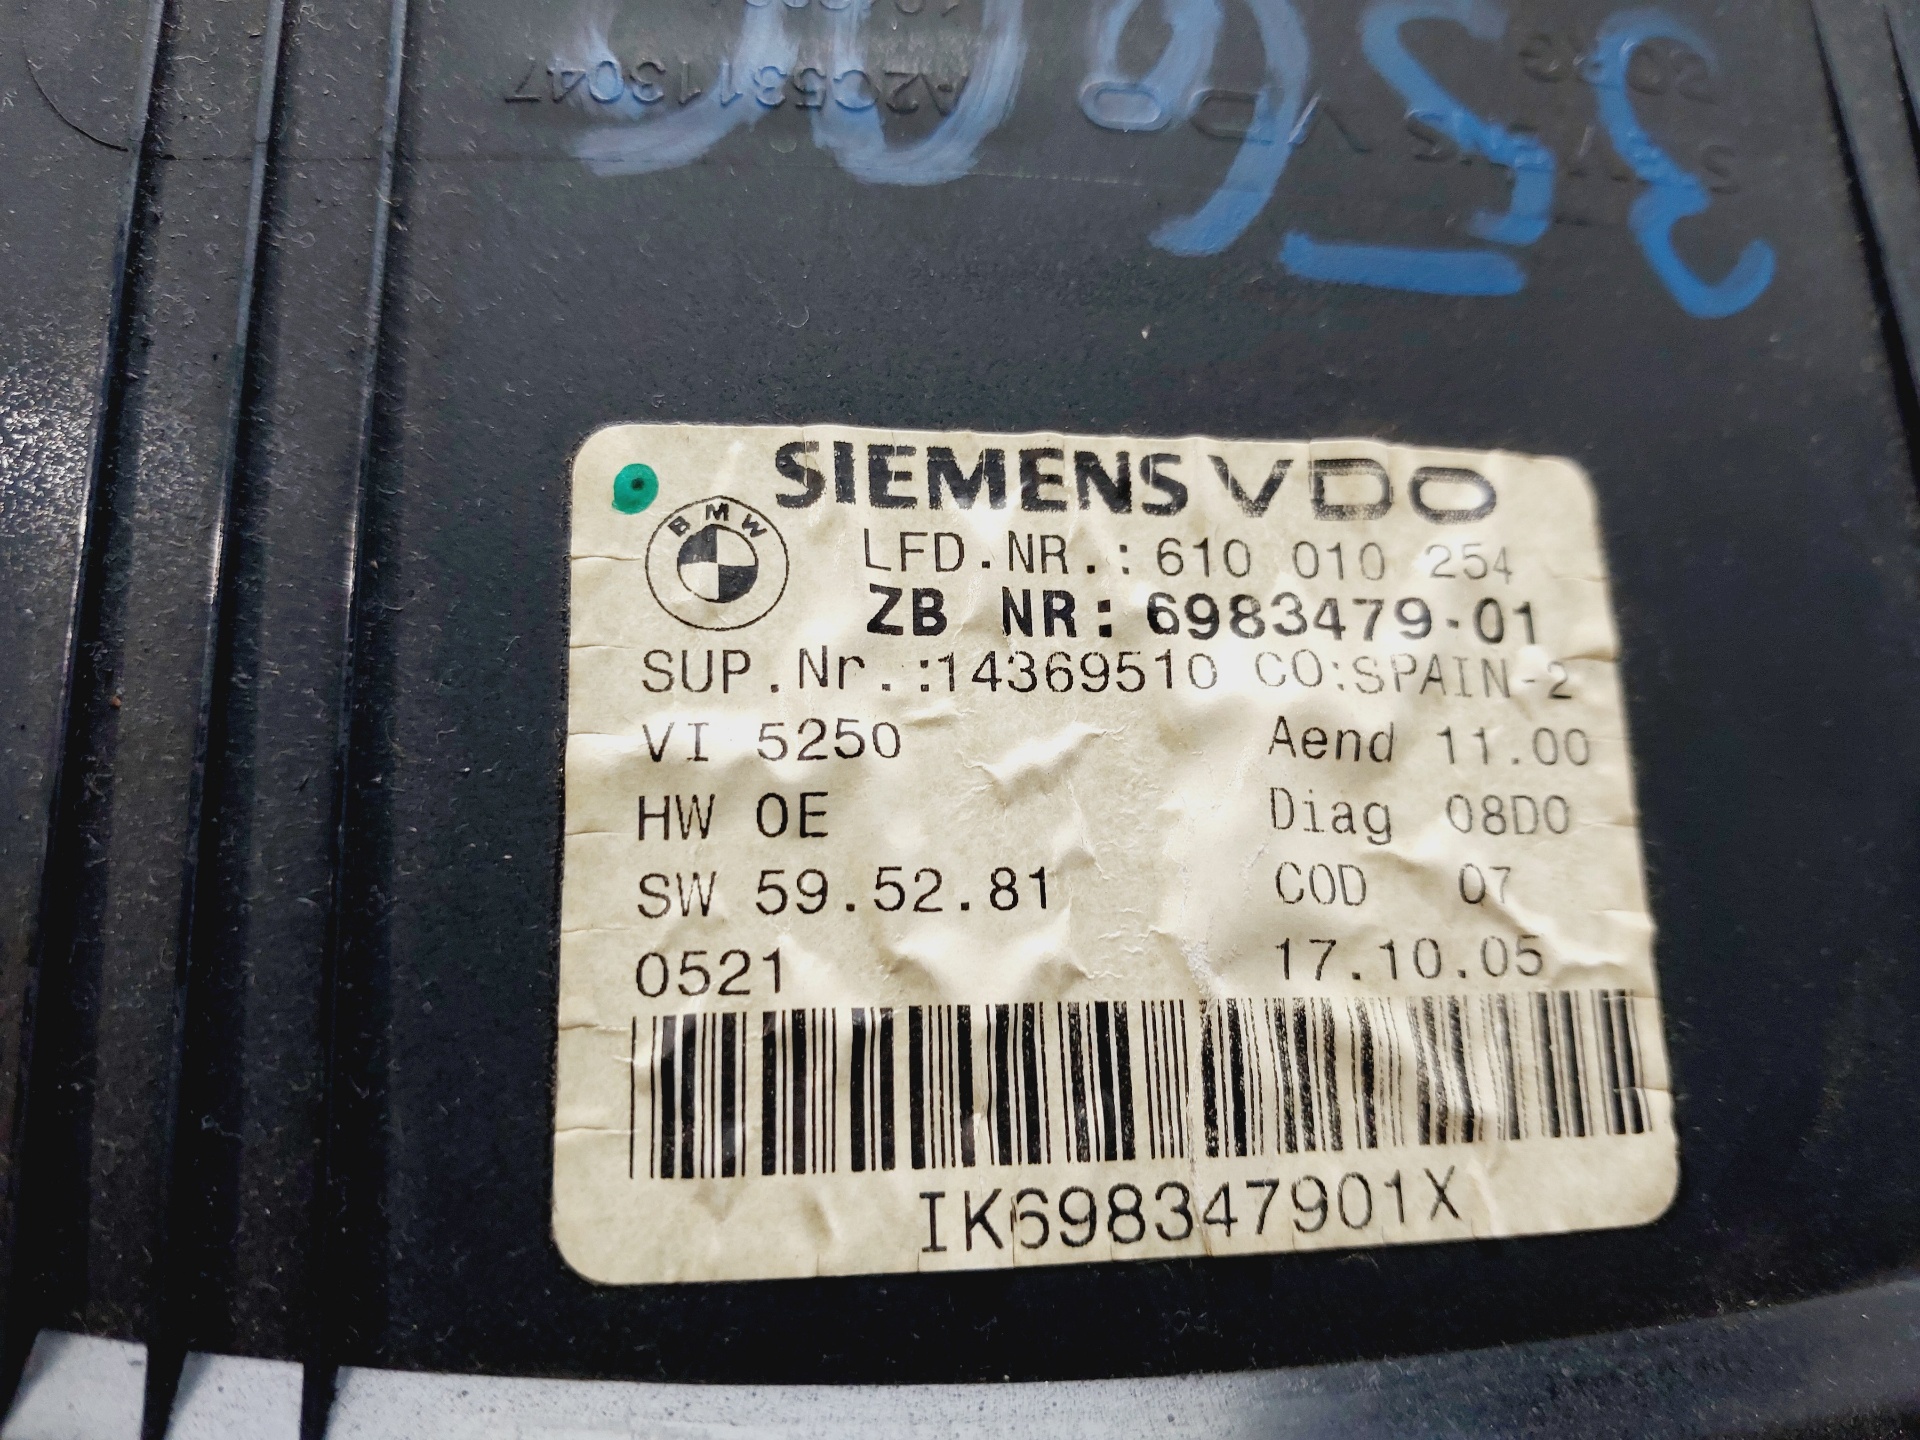 A2C53113047
SIEMENS VDO
BMW
LFD.NR.: 610 010 254
ZB NR: 6983479-01
SUP.Nr.:14369510 CO:SPAIN-2
VI 5250 Aend 11.00
HW 0E Diag 08D0
SW 59.52.81 COD 07
0521 17.10.05
IK698347901X